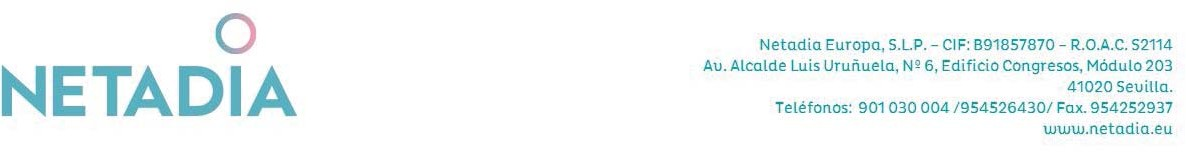 NETADIA
Netadia Europa, S.L.P. – CIF: B91857870 – R.O.A.C. S2114
Av. Alcalde Luis Uruñuela, Nº 6, Edificio Congresos, Módulo 203
41020 Sevilla.
Teléfonos: 901 030 004 /954526430/ Fax. 954252937
www.netadia.eu